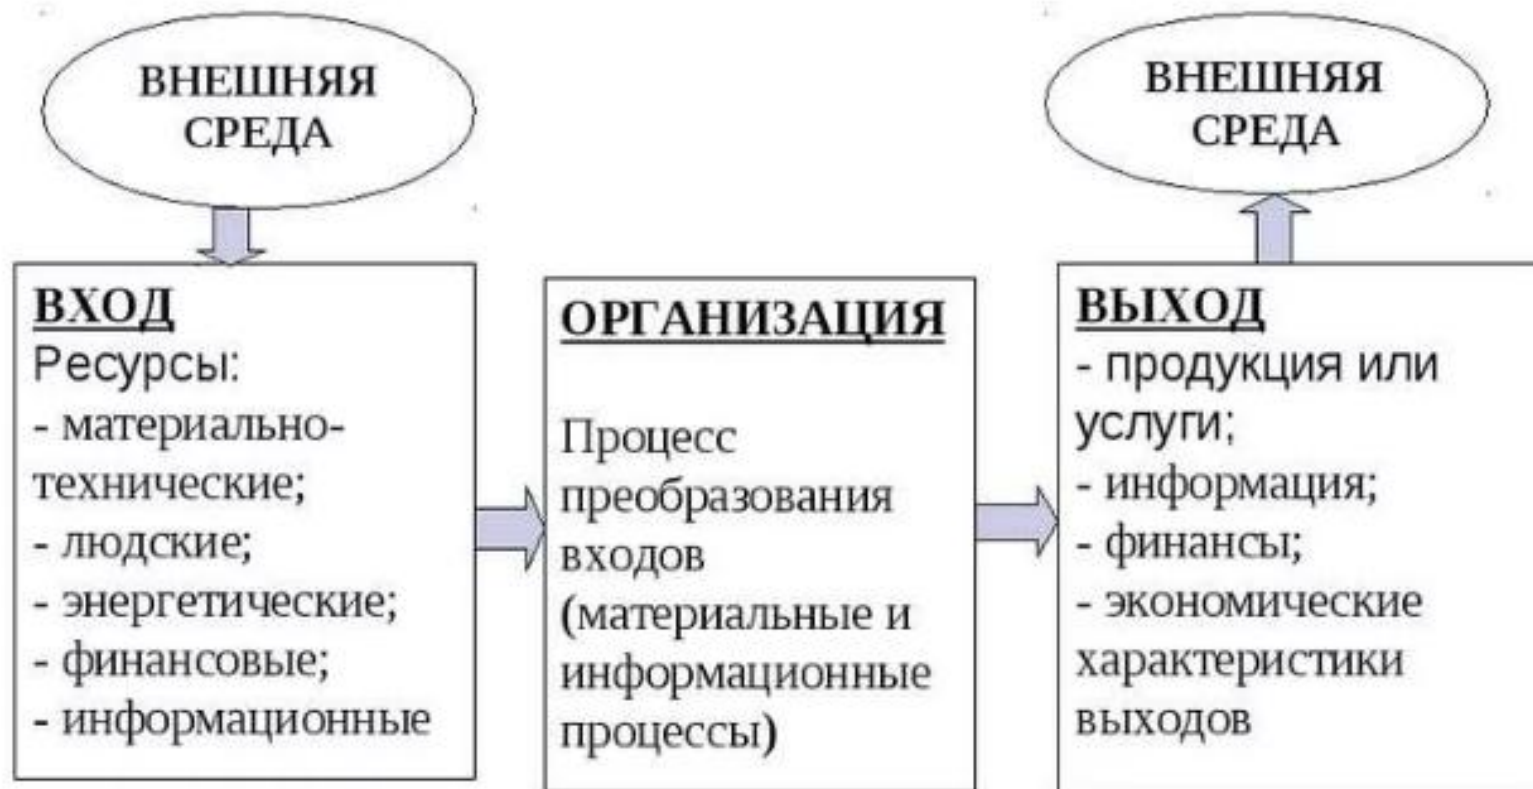 ВНЕШНЯЯ
СРЕДА
ВНЕШНЯЯ
СРЕДА
ВХОД
Ресурсы:
- материально-
технические;
- людские;
- энергетические;
- финансовые;
- информационные
ОРГАНИЗАЦИЯ
Процесс
преобразования
входов
(материальные и
информационные
процессы)
ВЫХОД
- продукция или
услуги;
- информация;
- финансы;
- экономические
характеристики
выходов